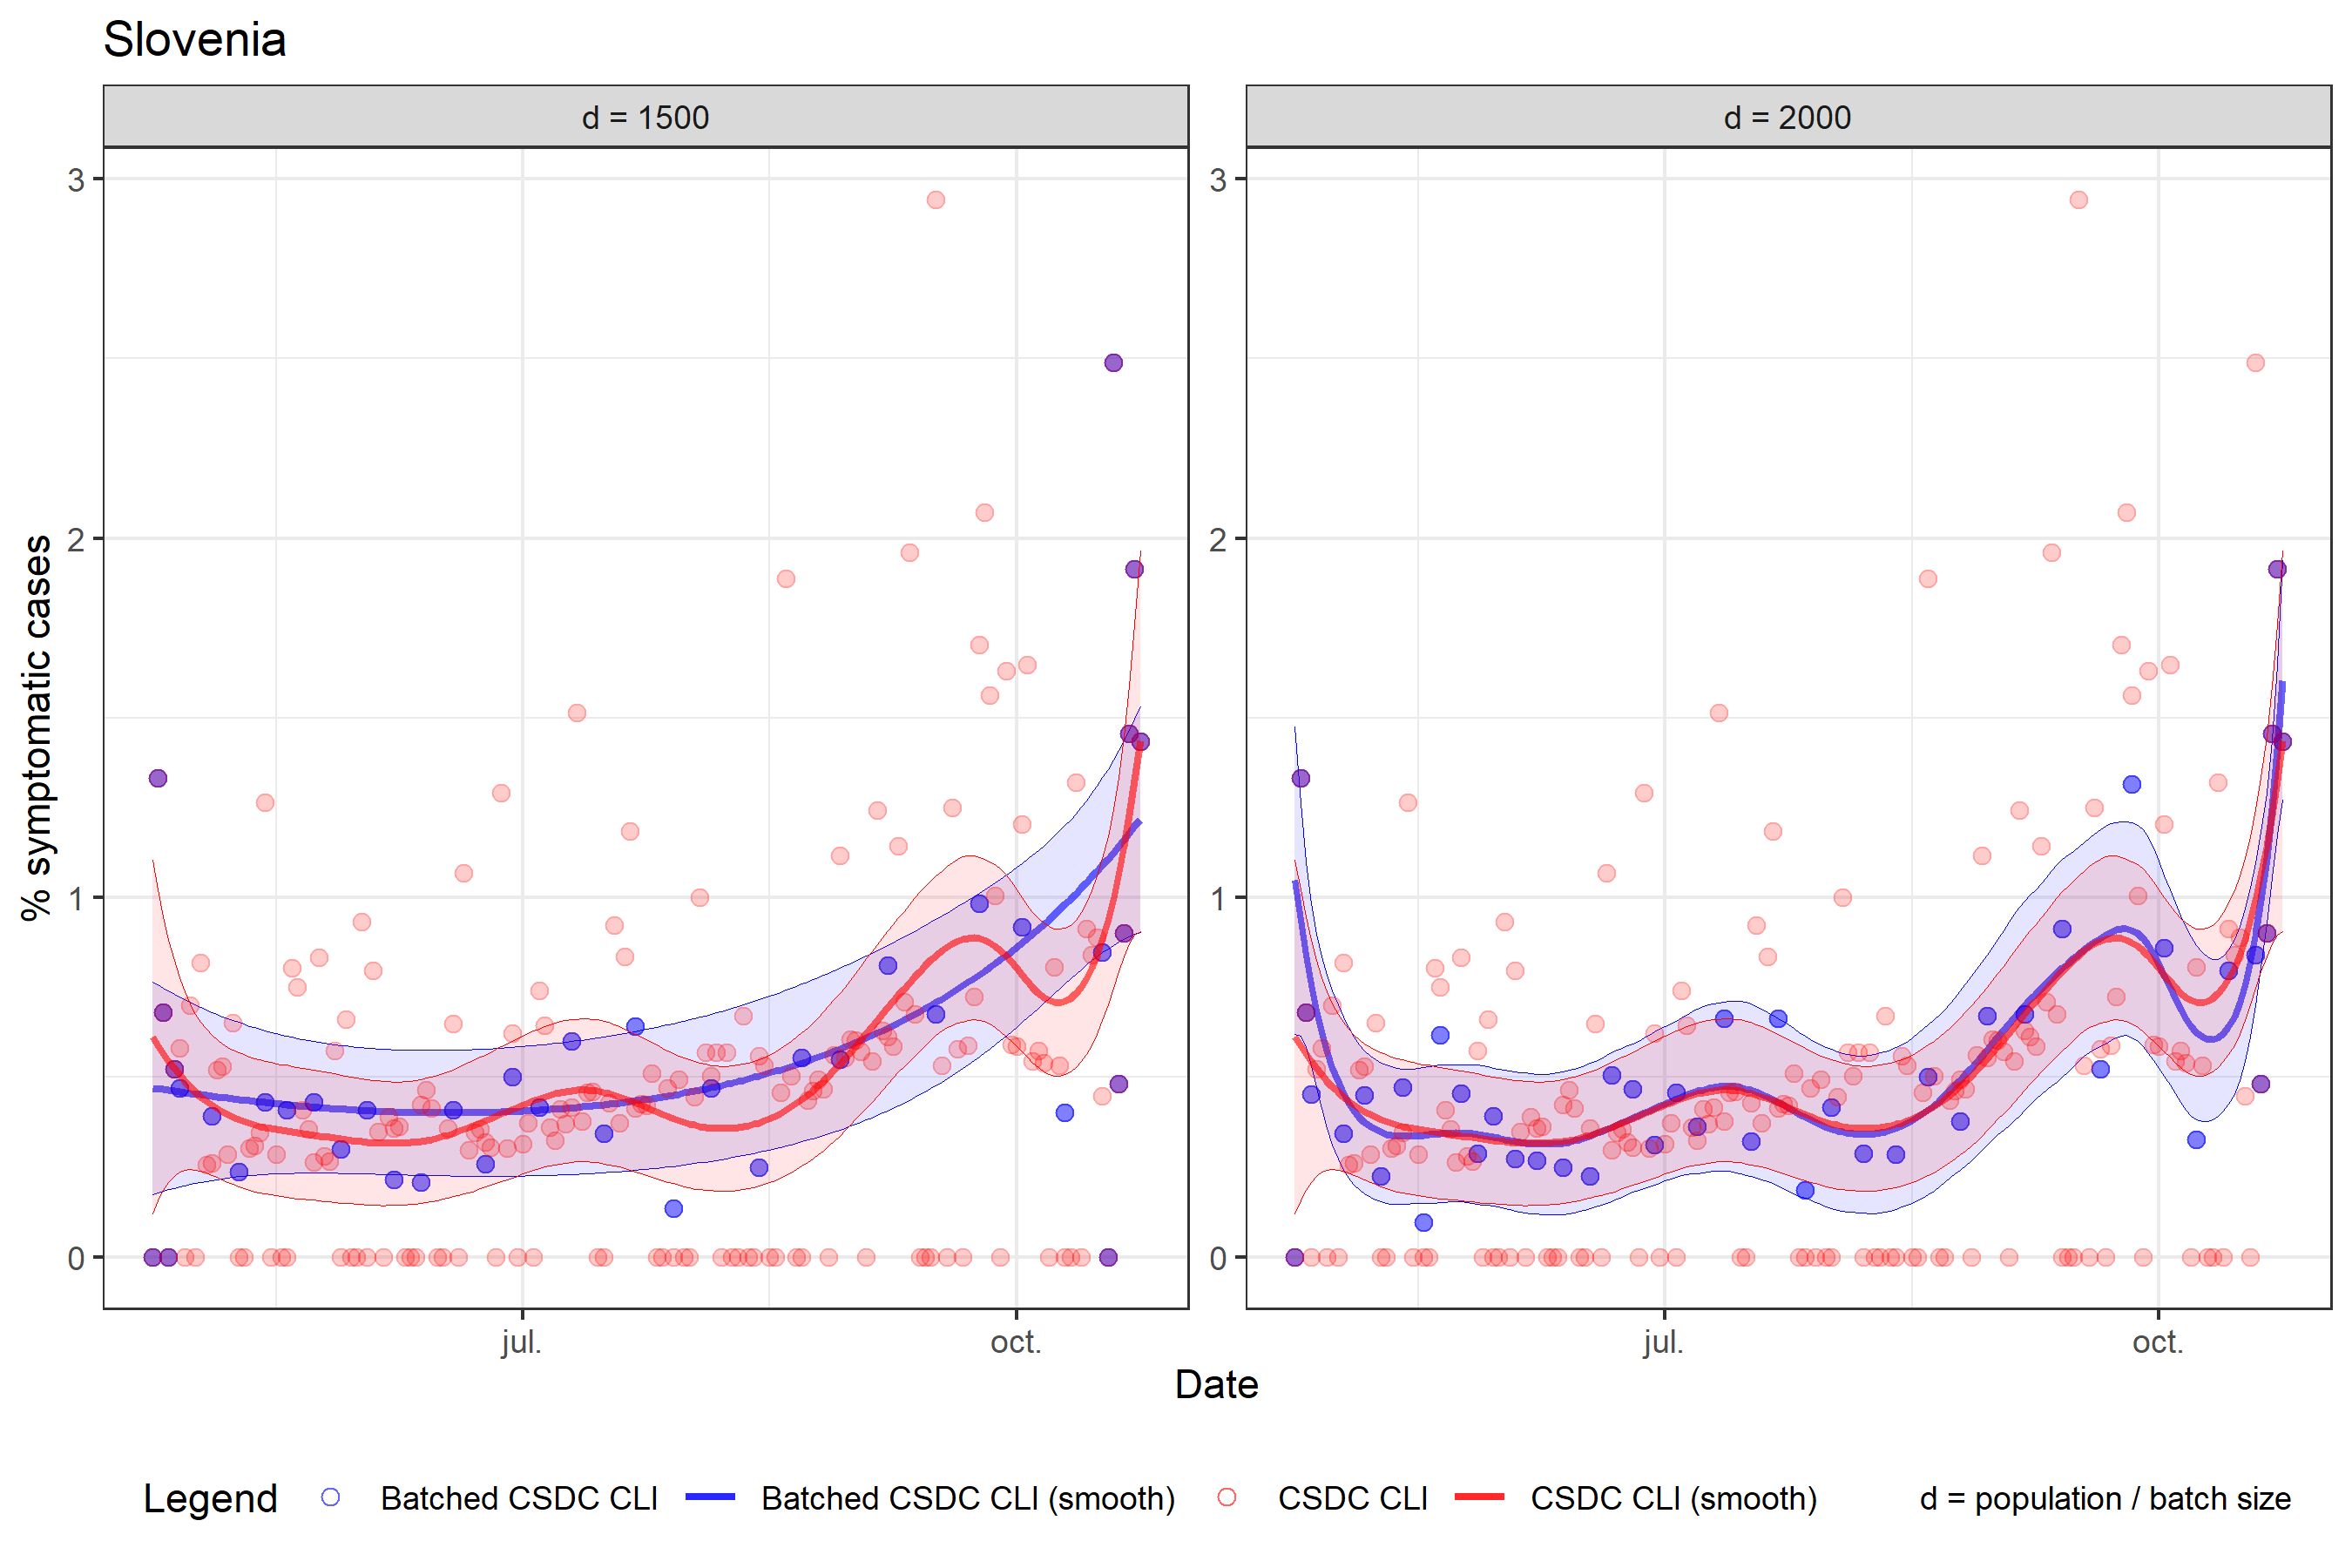 Slovenia
d = 1500
d = 2000
% symptomatic cases
3
2
1
0
3
2
1
0
jul.
oct.
jul.
oct.
Date
Legend
Batched CSDC CLI
Batched CSDC CLI (smooth)
CSDC CLI
CSDC CLI (smooth)
d = population / batch size